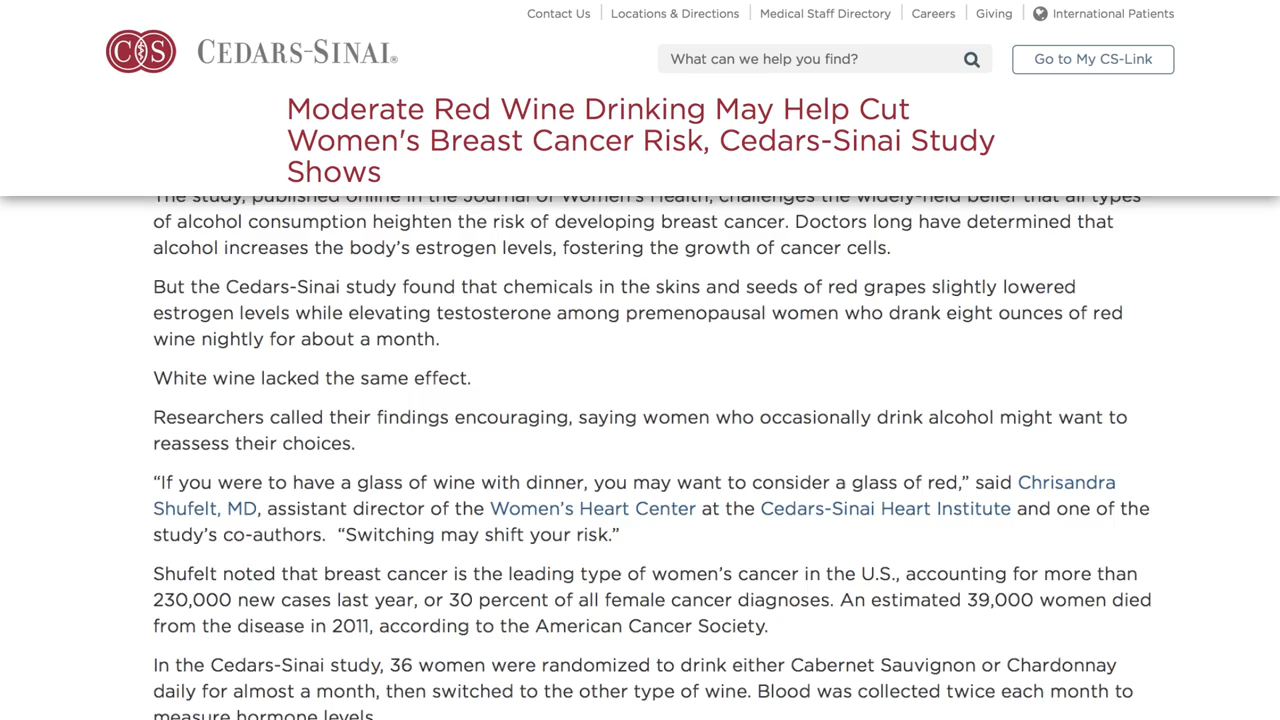 Contact Us
Locations & Directions
Medical Staff Directory
Careers
Giving
International Patients
CS
CEDARS-SINAI®
What can we help you find?
Go to My CS-Link
Moderate Red Wine Drinking May Help Cut
Women's Breast Cancer Risk, Cedars-Sinai Study
Shows
The study, published online in the Journal of Women's Health, challenges the widely-held belief that all types
of alcohol consumption heighten the risk of developing breast cancer. Doctors long have determined that
alcohol increases the body’s estrogen levels, fostering the growth of cancer cells.
But the Cedars-Sinai study found that chemicals in the skins and seeds of red grapes slightly lowered
estrogen levels while elevating testosterone among premenopausal women who drank eight ounces of red
wine nightly for about a month.
White wine lacked the same effect.
Researchers called their findings encouraging, saying women who occasionally drink alcohol might want to
reassess their choices.
“If you were to have a glass of wine with dinner, you may want to consider a glass of red,” said Chrisandra
Shufelt, MD, assistant director of the Women’s Heart Center at the Cedars-Sinai Heart Institute and one of the
study’s co-authors. “Switching may shift your risk.”
Shufelt noted that breast cancer is the leading type of women’s cancer in the U.S., accounting for more than
230,000 new cases last year, or 30 percent of all female cancer diagnoses. An estimated 39,000 women died
from the disease in 2011, according to the American Cancer Society.
In the Cedars-Sinai study, 36 women were randomized to drink either Cabernet Sauvignon or Chardonnay
daily for almost a month, then switched to the other type of wine. Blood was collected twice each month to
measure hormone levels.